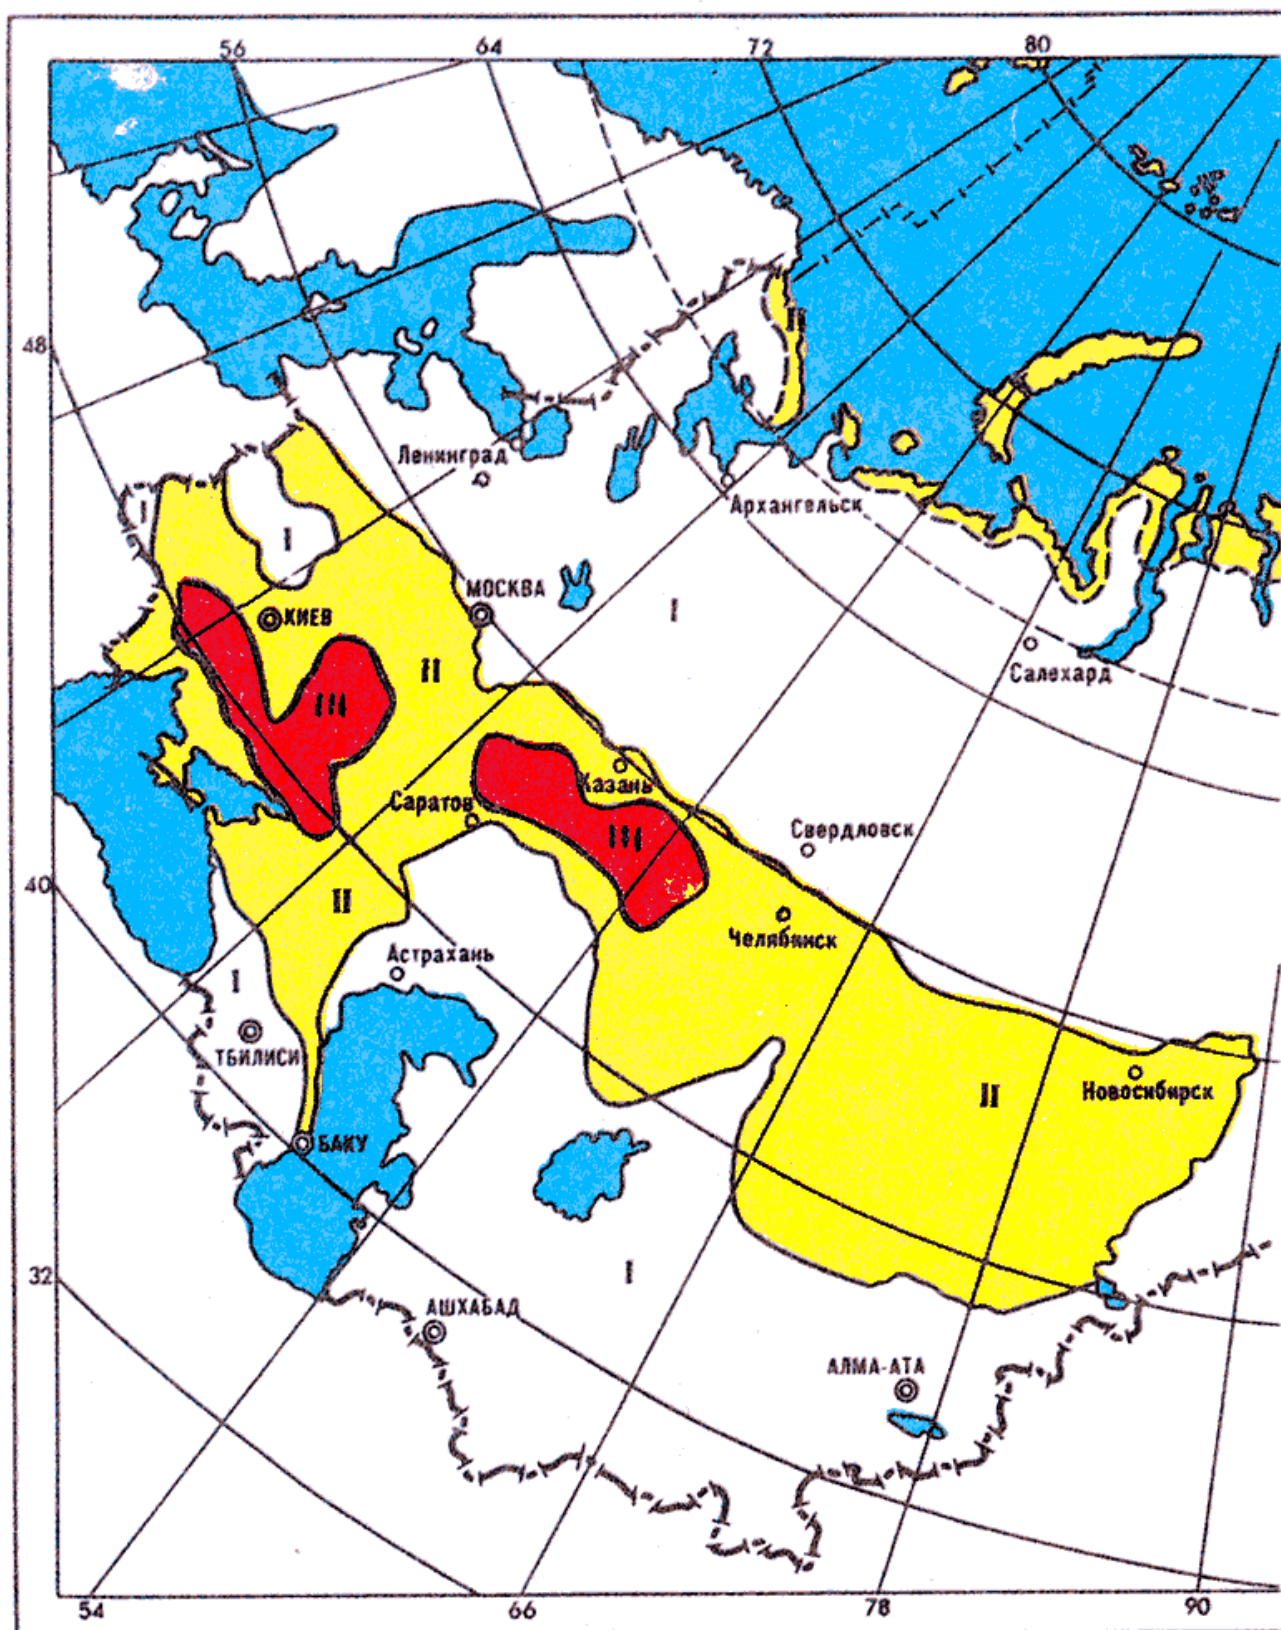 56 64 72 80
48
II
Ленинград
Архангельск
I
I
МОСКВА
КИЕВ
I
Салехард
II
III
Казань
Саратов
III
Свердловск
40
II
Челябинск
Астрахань
I
ТБИЛИСИ
II
Новосибирск
БАКУ
I
32
АШХАБАД
АЛМА-АТА
54 66 78 90